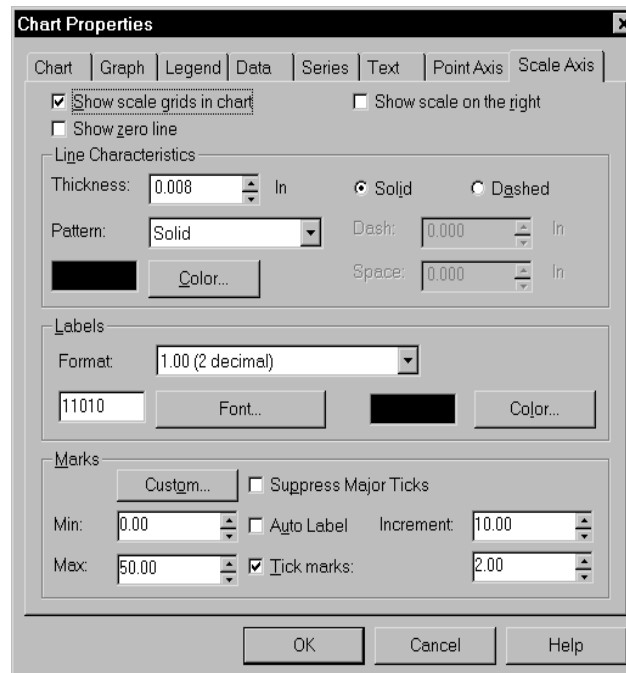 Chart Properties
Chart Graph Legend Data Series Text Point Axis Scale Axis
Show scale grids in chart Show scale on the right
Show zero line
Line Characteristics
Thickness: 0.008 In Solid Dashed
Pattern: Solid Dash: 0.000 In
Color... Space: 0.000 In
Labels
Format: 1.00 (2 decimal)
11010 Font... Color...
Marks
Custom... Suppress Major Ticks
Min: 0.00 Auto Label Increment: 10.00
Max: 50.00 Tick marks: 2.00
OK Cancel Help